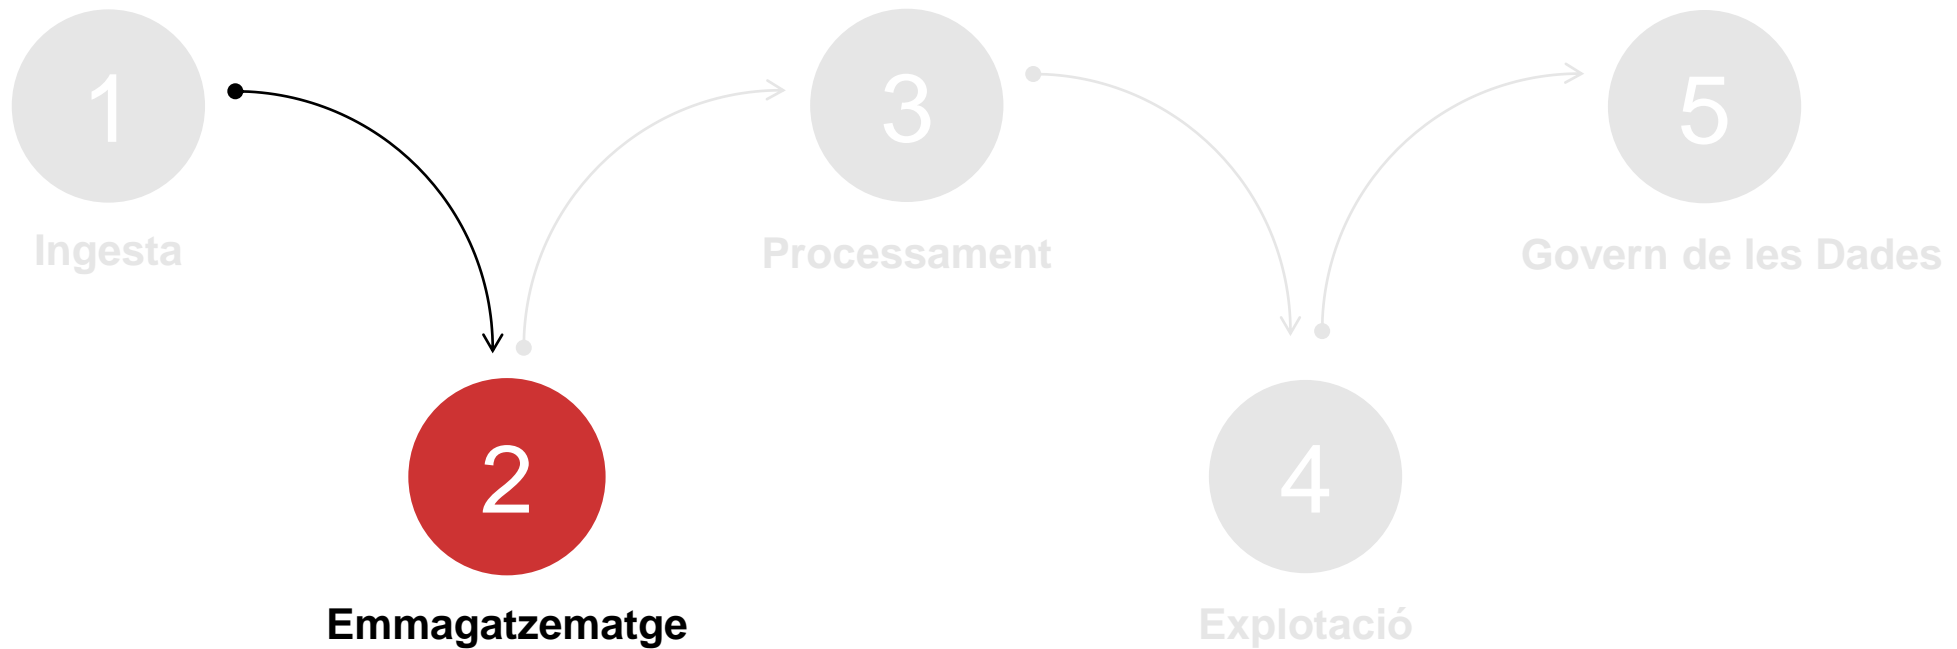 1
Ingesta
2
Emmagatzematge
3
Processament
4
Explotació
5
Govern de les Dades